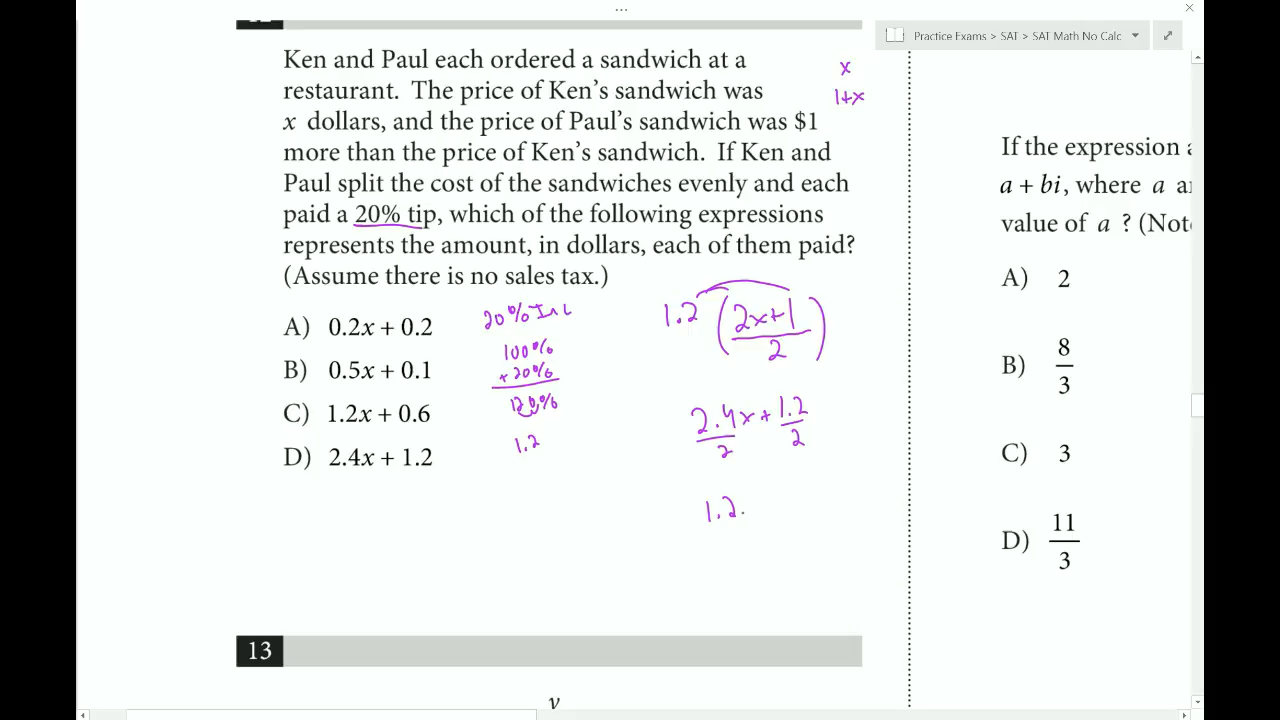 ...
Practice Exams > SAT > SAT Math No Calc
Ken and Paul each ordered a sandwich at a
restaurant. The price of Ken's sandwich was
x dollars, and the price of Paul's sandwich was $1
more than the price of Ken's sandwich. If Ken and
Paul split the cost of the sandwiches evenly and each
paid a 20% tip, which of the following expressions
represents the amount, in dollars, each of them paid?
(Assume there is no sales tax.)
A) 0.2x + 0.2
B) 0.5x + 0.1
C) 1.2x + 0.6
D) 2.4x + 1.2
x
1+x
20% Inc
100%
+20%
120%
1.2
1.2 (2x+1 / 2)
2.4x / 2 + 1.2 / 2
1.2.
13
y
If the expression
a + bi, where a
value of a ? (Not
A) 2
B) 8/3
C) 3
D) 11/3